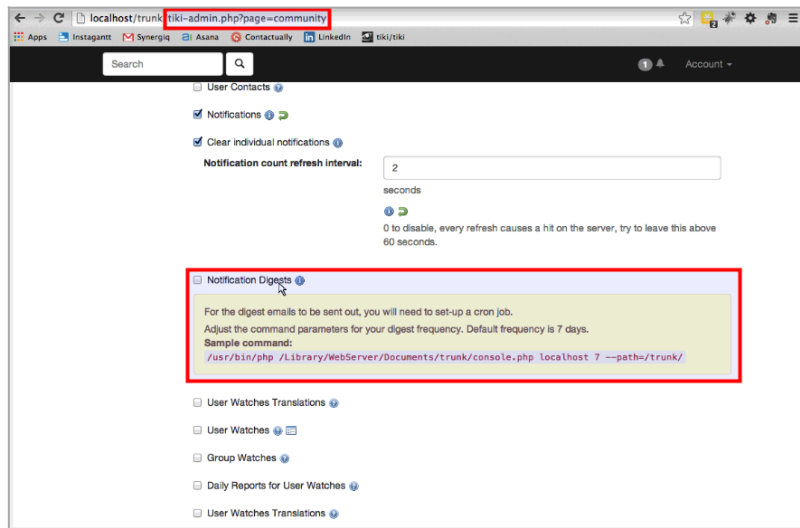 localhost/trunk/tiki-admin.php?page=community
2
Apps Instagantt Synergiq Asana Contactually LinkedIn tiki/tiki
Search 1 Account
User Contacts
Notifications
Clear individual notifications
Notification count refresh interval: 2
seconds
0 to disable, every refresh causes a hit on the server, try to leave this above
60 seconds.
Notification Digests
For the digest emails to be sent out, you will need to set-up a cron job.
Adjust the command parameters for your digest frequency. Default frequency is 7 days.
Sample command:
/usr/bin/php /Library/WebServer/Documents/trunk/console.php localhost 7 --path=/trunk/
User Watches Translations
User Watches
Group Watches
Daily Reports for User Watches
User Watches Translations